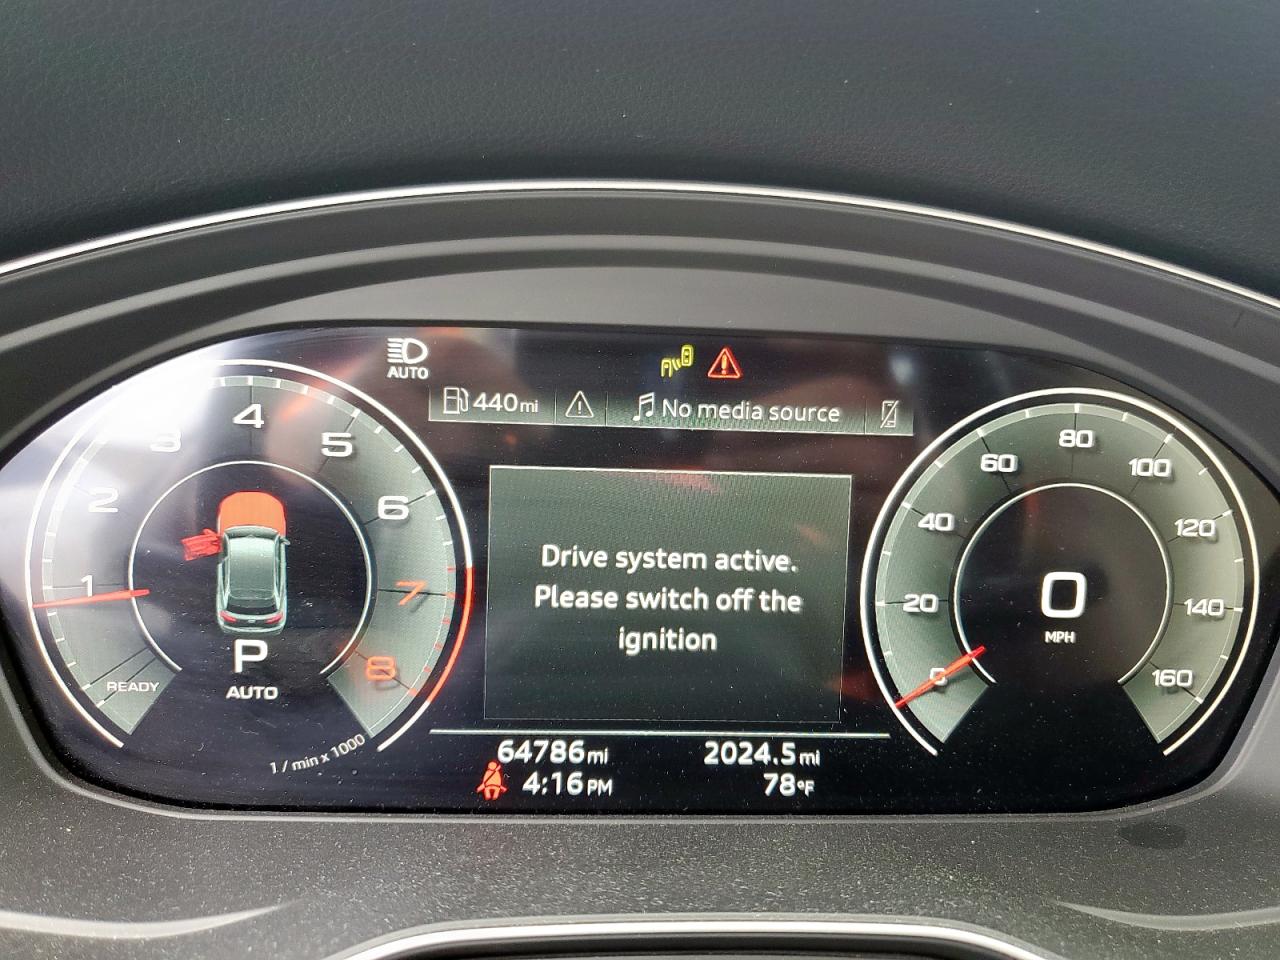 AUTO
440mi
No media source
1
2
3
4
5
6
7
8
READY
P
AUTO
1 / min x 1000
Drive system active.
Please switch off the
ignition
0
20
40
60
80
100
120
140
160
0
MPH
64786mi
2024.5mi
4:16PM
78°F